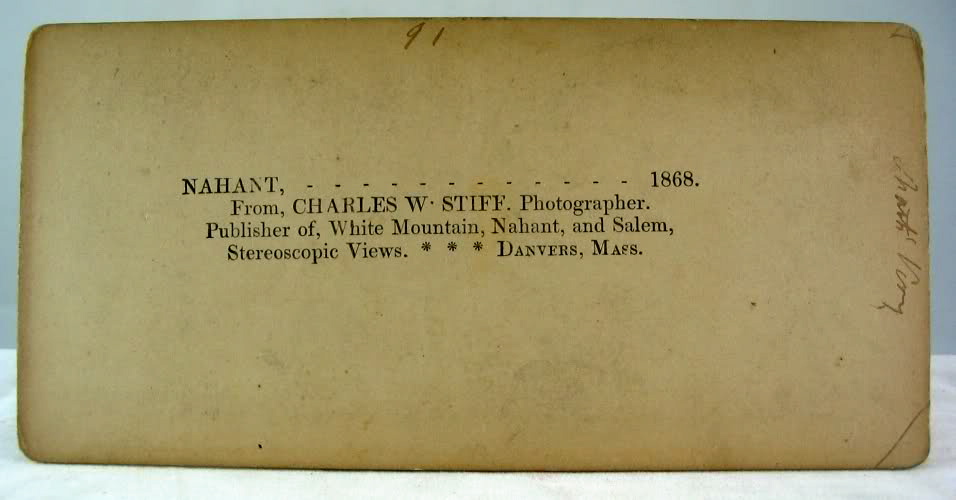 91
NAHANT, - - - - - - - - - - - - 1868.
From, CHARLES W. STIFF. Photographer.
Publisher of, White Mountain, Nahant, and Salem,
Stereoscopic Views. * * * DANVERS, MASS.